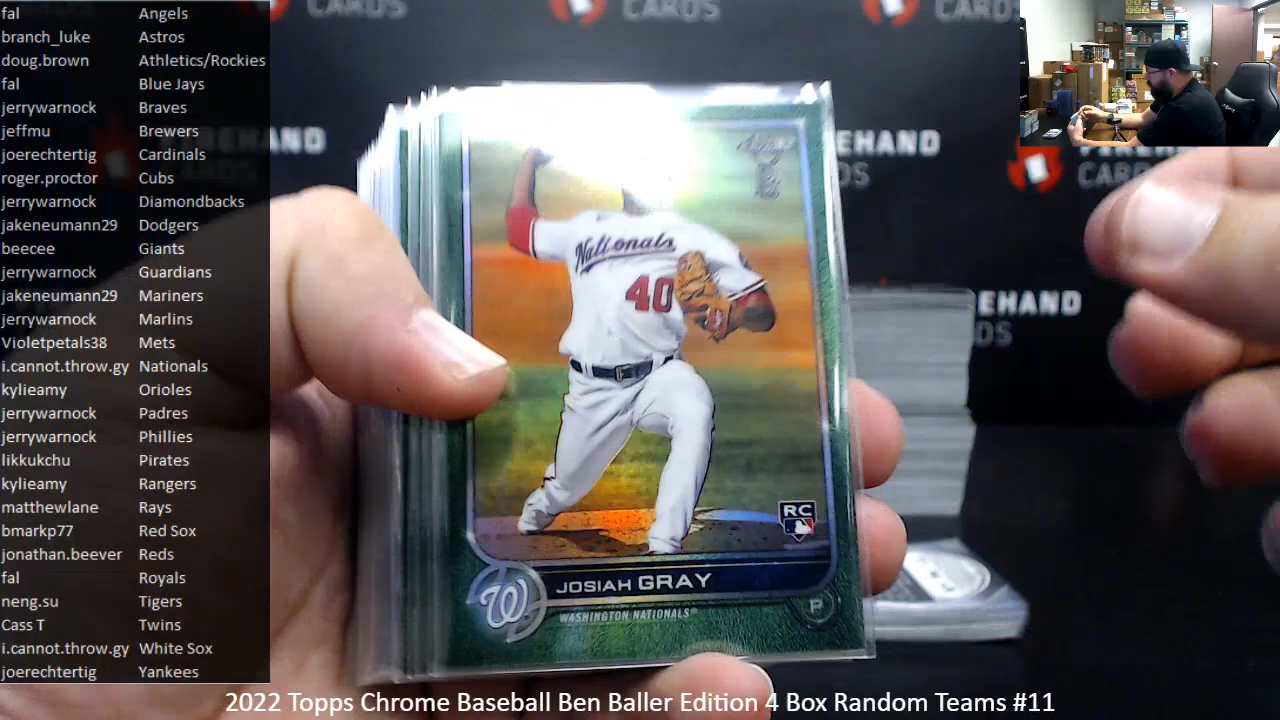 fal Angels
branch_luke Astros
doug.brown Athletics/Rockies
fal Blue Jays
jerrywarnock Braves
jeffmu Brewers
joerechtertig Cardinals
roger.proctor Cubs
jerrywarnock Diamondbacks
jakeneumann29 Dodgers
beecee Giants
jerrywarnock Guardians
jakeneumann29 Mariners
jerrywarnock Marlins
Violetpetals38 Mets
i.cannot.throw.gy Nationals
kylieamy Orioles
jerrywarnock Padres
jerrywarnock Phillies
likkukchu Pirates
kylieamy Rangers
matthewlane Rays
bmarkp77 Red Sox
jonathan.beever Reds
fal Royals
neng.su Tigers
Cass T Twins
i.cannot.throw.gy White Sox
joerechtertig Yankees
CARDS
CARDS
CARDS
Nationals
40
RC
W
JOSIAH GRAY
WASHINGTON NATIONALS
P
2022 Topps Chrome Baseball Ben Baller Edition 4 Box Random Teams #11